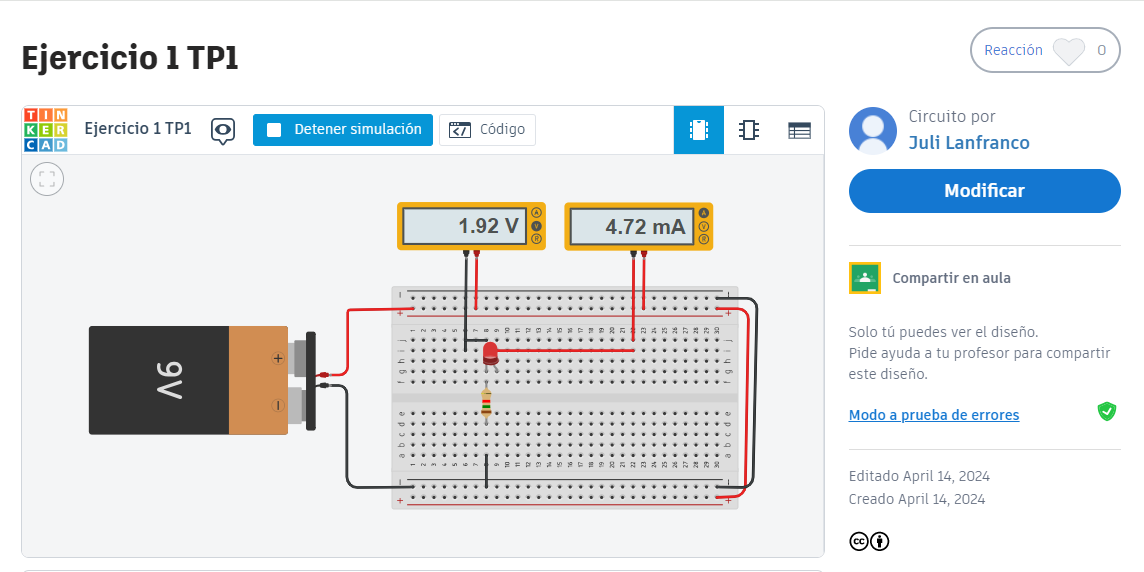 Ejercicio 1 TP1
Reacción 0
TIN
KER
CAD
Ejercicio 1 TP1
Detener simulación
Código
Circuito por
Juli Lanfranco
Modificar
1.92 V
A
V
R
4.72 mA
A
V
R
9V
+
Compartir en aula
Solo tú puedes ver el diseño.
Pide ayuda a tu profesor para compartir
este diseño.
Modo a prueba de errores
Editado April 14, 2024
Creado April 14, 2024
cc